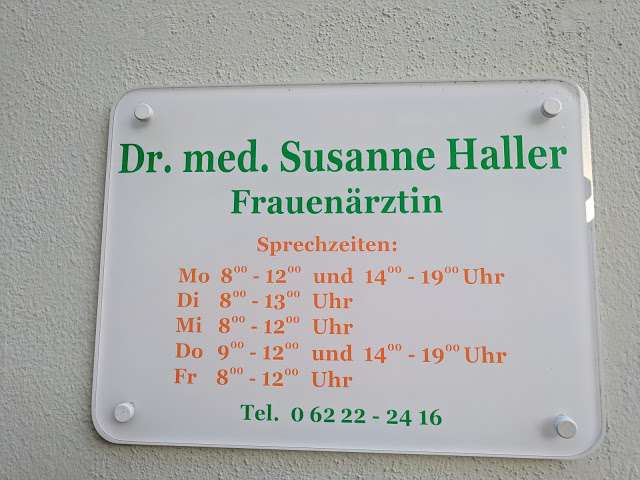 Dr. med. Susanne Haller
Frauenärztin
Sprechzeiten:
Mo 8⁰⁰ - 12⁰⁰ und 14⁰⁰ - 19⁰⁰ Uhr
Di 8⁰⁰ - 13⁰⁰ Uhr
Mi 8⁰⁰ - 12⁰⁰ Uhr
Do 9⁰⁰ - 12⁰⁰ und 14⁰⁰ - 19⁰⁰ Uhr
Fr 8⁰⁰ - 12⁰⁰ Uhr
Tel. 0 62 22 - 24 16